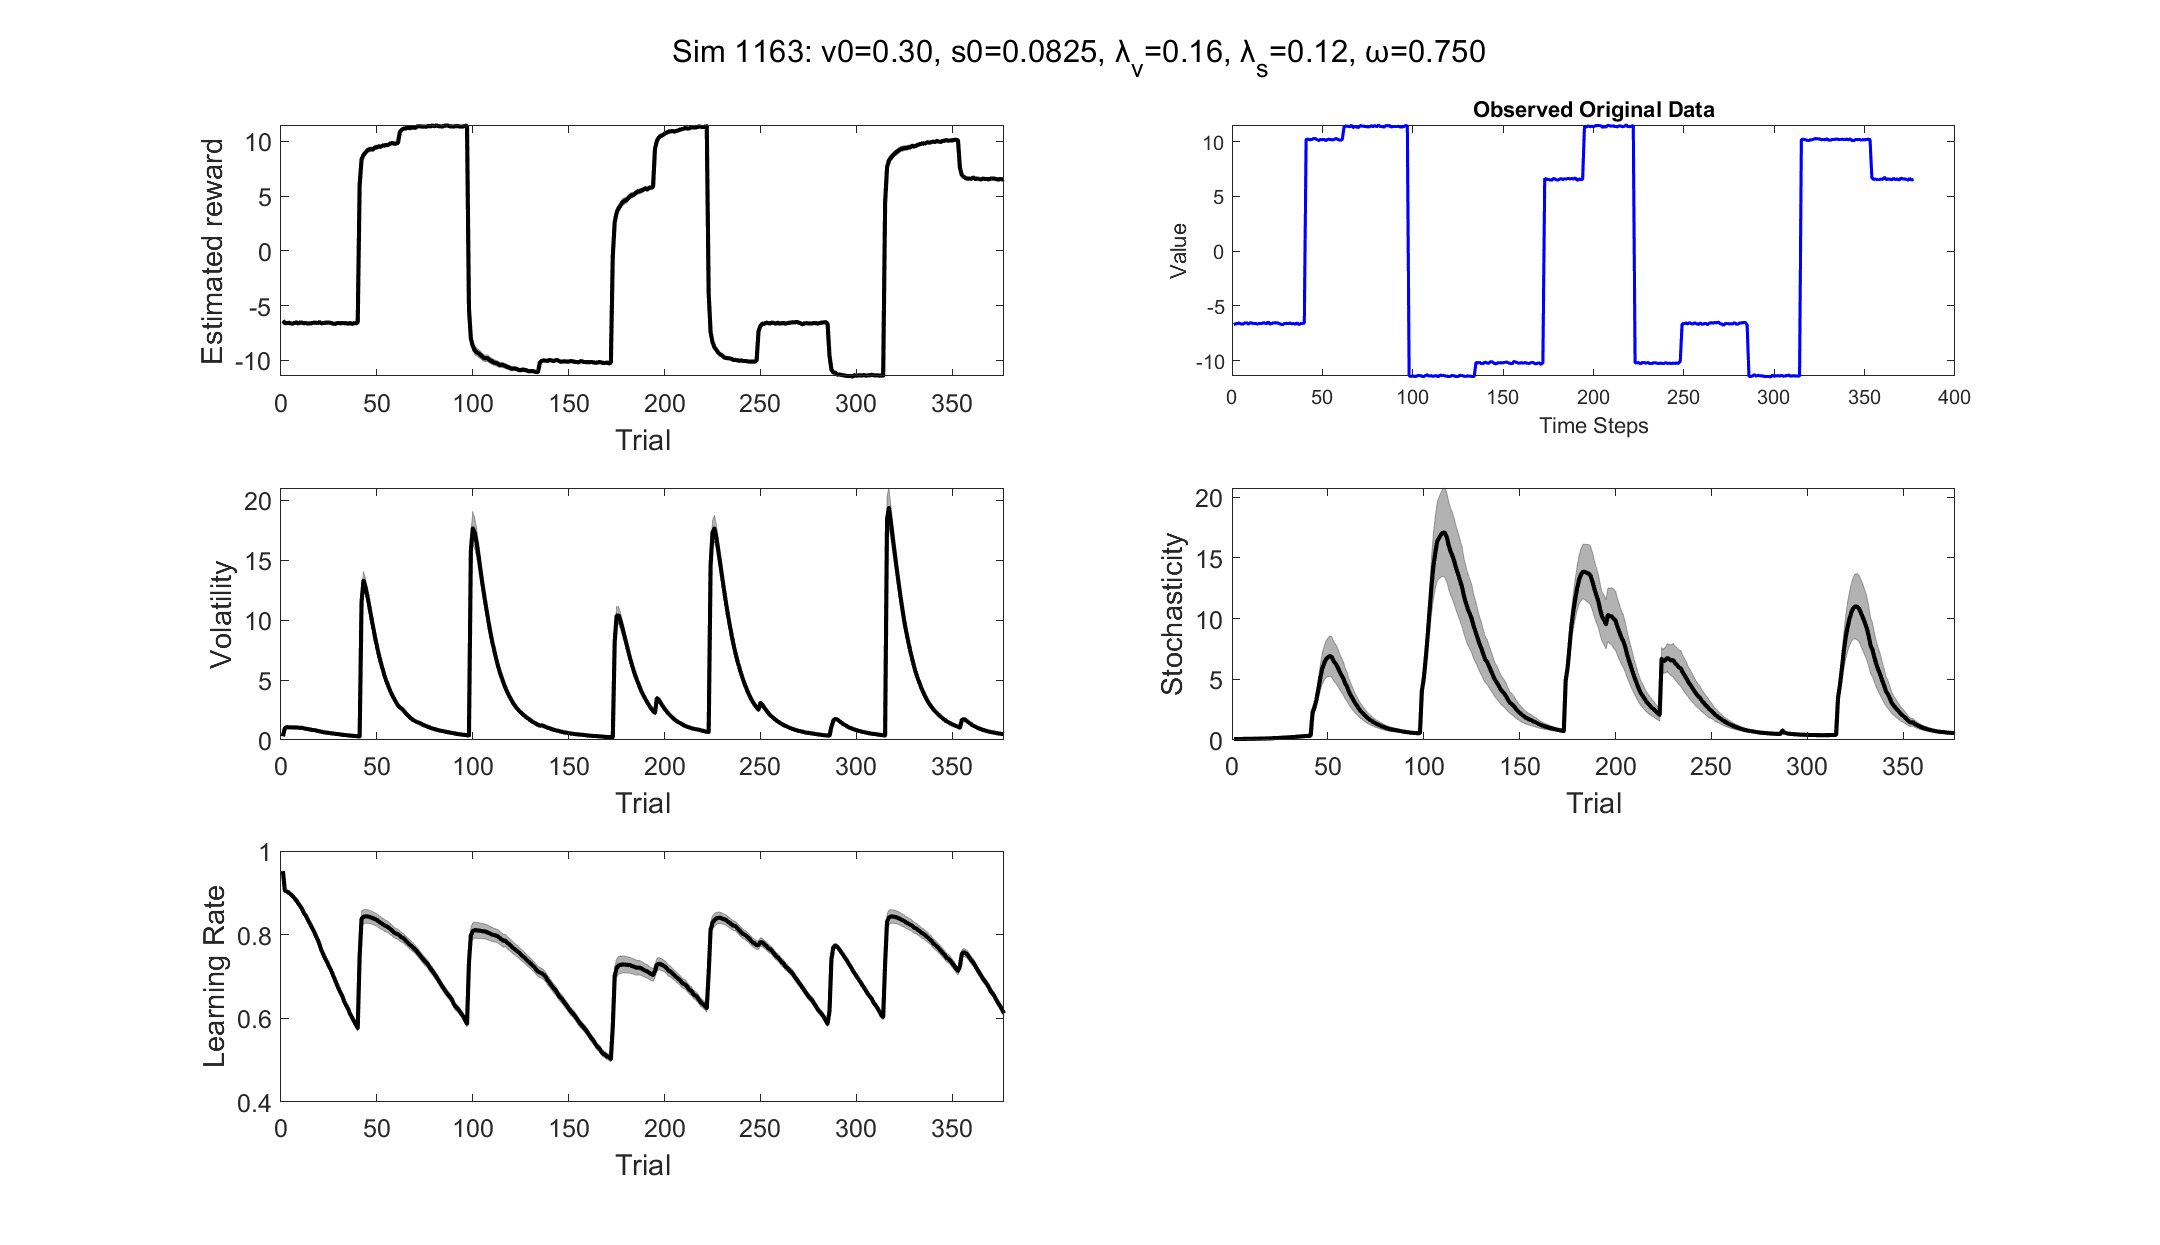 Sim 1163: v0=0.30, s0=0.0825, λv=0.16, λs=0.12, ω=0.750
Estimated reward
10
5
0
-5
-10
0 50 100 150 200 250 300 350
Trial
Observed Original Data
Value
10
5
0
-5
-10
0 50 100 150 200 250 300 350 400
Time Steps
Volatility
20
15
10
5
0
0 50 100 150 200 250 300 350
Trial
Stochasticity
20
15
10
5
0
0 50 100 150 200 250 300 350
Trial
Learning Rate
1
0.8
0.6
0.4
0 50 100 150 200 250 300 350
Trial